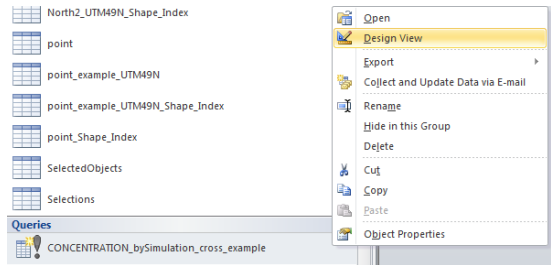 North2_UTM49N_Shape_Index
point
point_example_UTM49N
point_example_UTM49N_Shape_Index
point_Shape_Index
SelectedObjects
Selections
Queries
CONCENTRATION_bySimulation_cross_example
Open
Design View
Export
Collect and Update Data via E-mail
Rename
Hide in this Group
Delete
Cut
Copy
Paste
Object Properties